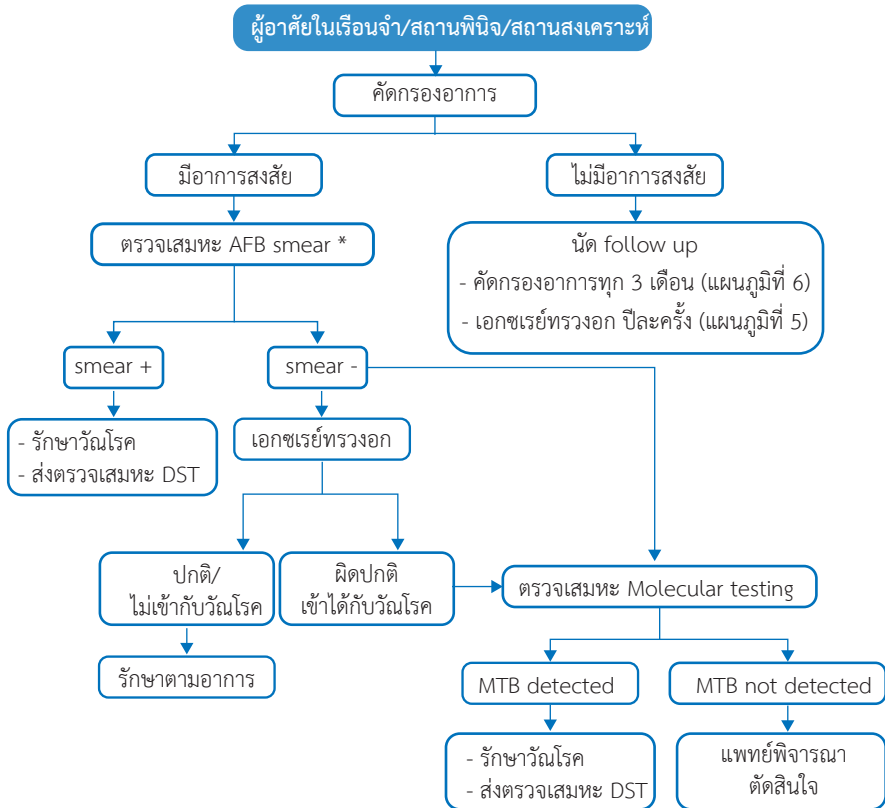 ผู้อาศัยในเรือนจำ/สถานพินิจ/สถานสงเคราะห์
คัดกรองอาการ
มีอาการสงสัย
ไม่มีอาการสงสัย
ตรวจเสมหะ AFB smear *
นัด follow up
- คัดกรองอาการทุก 3 เดือน (แผนภูมิที่ 6)
- เอกซเรย์ทรวงอก ปีละครั้ง (แผนภูมิที่ 5)
smear +
smear -
- รักษาวัณโรค
- ส่งตรวจเสมหะ DST
เอกซเรย์ทรวงอก
ปกติ/
ไม่เข้ากับวัณโรค
ผิดปกติ
เข้าได้กับวัณโรค
ตรวจเสมหะ Molecular testing
รักษาตามอาการ
MTB detected
MTB not detected
- รักษาวัณโรค
- ส่งตรวจเสมหะ DST
แพทย์พิจารณา
ตัดสินใจ